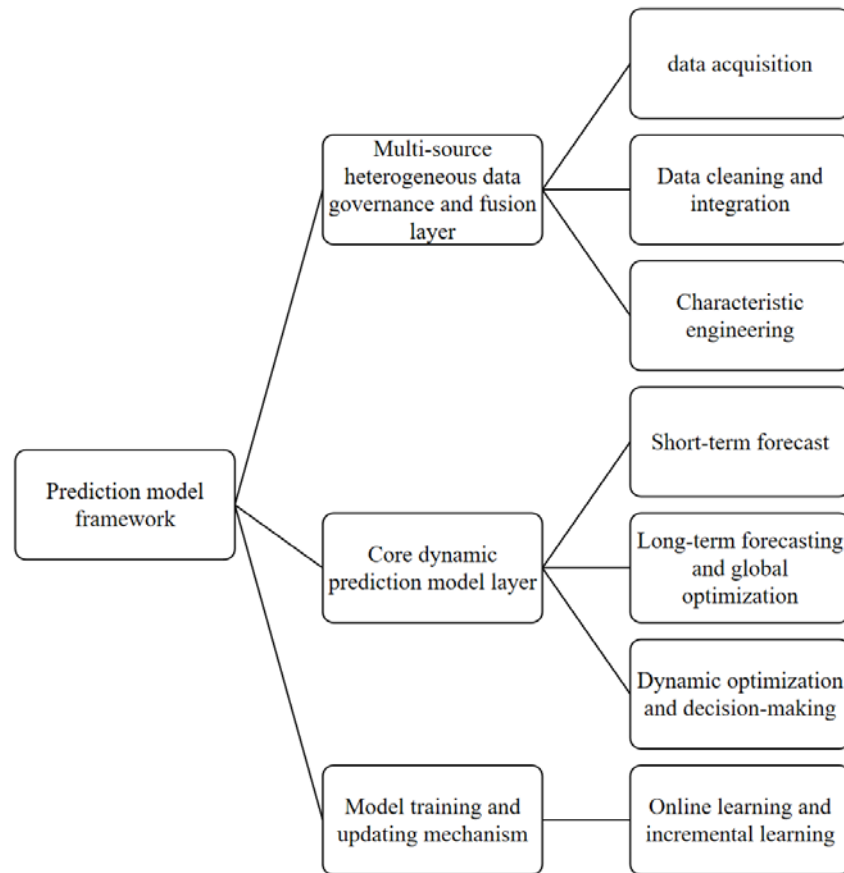 data acquisition
Multi-source
heterogeneous data
governance and fusion
layer
Data cleaning and
integration
Characteristic
engineering
Short-term forecast
Prediction model
framework
Core dynamic
prediction model layer
Long-term forecasting
and global
optimization
Dynamic optimization
and decision-making
Model training and
updating mechanism
Online learning and
incremental learning